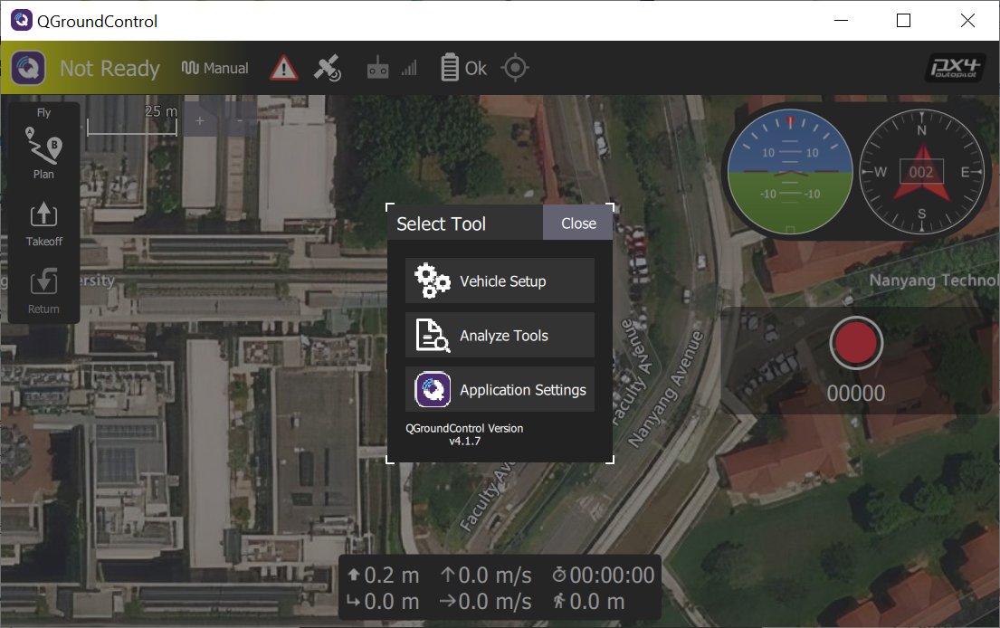 QGroundControl
Not Ready
Manual
Ok
px4
autopilot
Fly
25 m
+
-
A
B
Plan
Takeoff
Return
10 10
-10 -10
N
W 002 E
S
Select Tool
Close
Vehicle Setup
Analyze Tools
Application Settings
QGroundControl Version
v4.1.7
ersity
Nanyang Technol
Faculty Avenue
Nanyang Avenue
Faculty Ave
00000
0.2 m 0.0 m/s 00:00:00
0.0 m 0.0 m/s 0.0 m